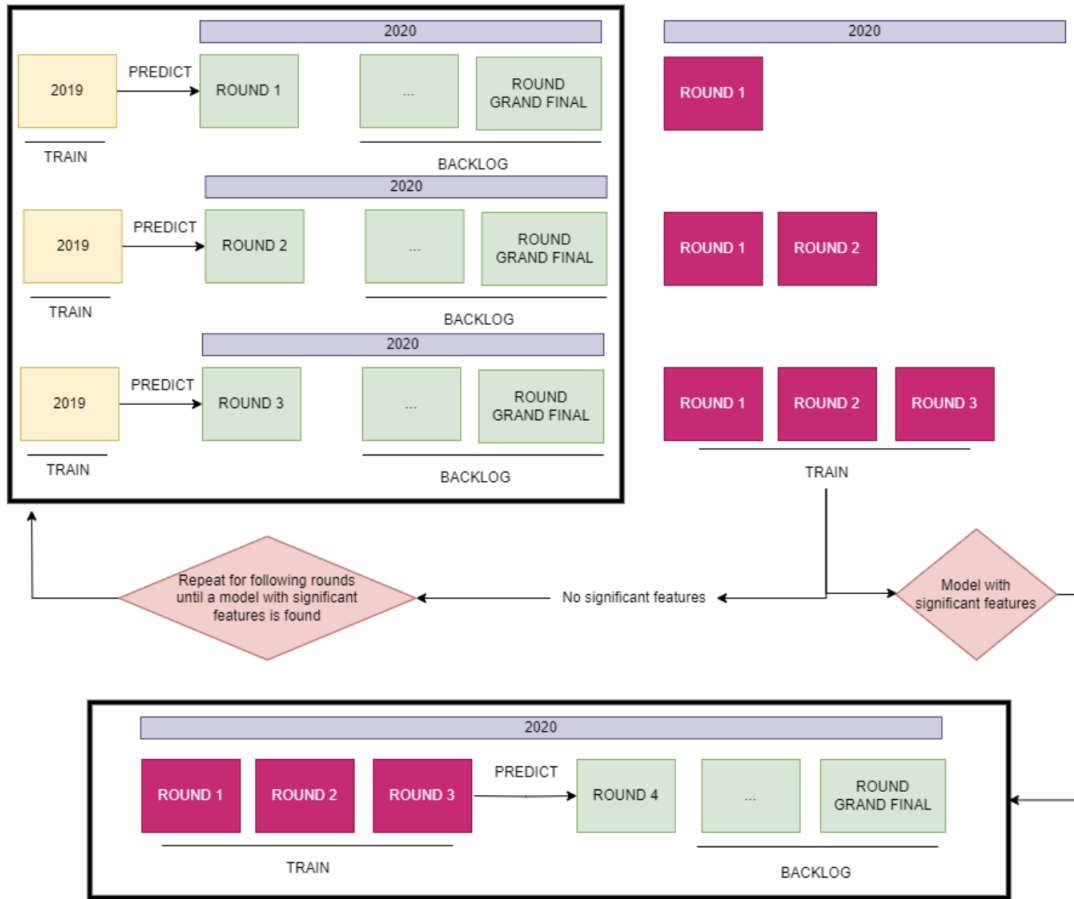 2020
2019
PREDICT
ROUND 1
...
ROUND
GRAND FINAL
TRAIN
BACKLOG
2020
2019
PREDICT
ROUND 2
...
ROUND
GRAND FINAL
TRAIN
BACKLOG
2020
2019
PREDICT
ROUND 3
...
ROUND
GRAND FINAL
TRAIN
BACKLOG
2020
ROUND 1
ROUND 1
ROUND 2
ROUND 1
ROUND 2
ROUND 3
TRAIN
Repeat for following rounds
until a model with significant
features is found
No significant features
Model with
significant features
2020
ROUND 1
ROUND 2
ROUND 3
PREDICT
ROUND 4
...
ROUND
GRAND FINAL
TRAIN
BACKLOG